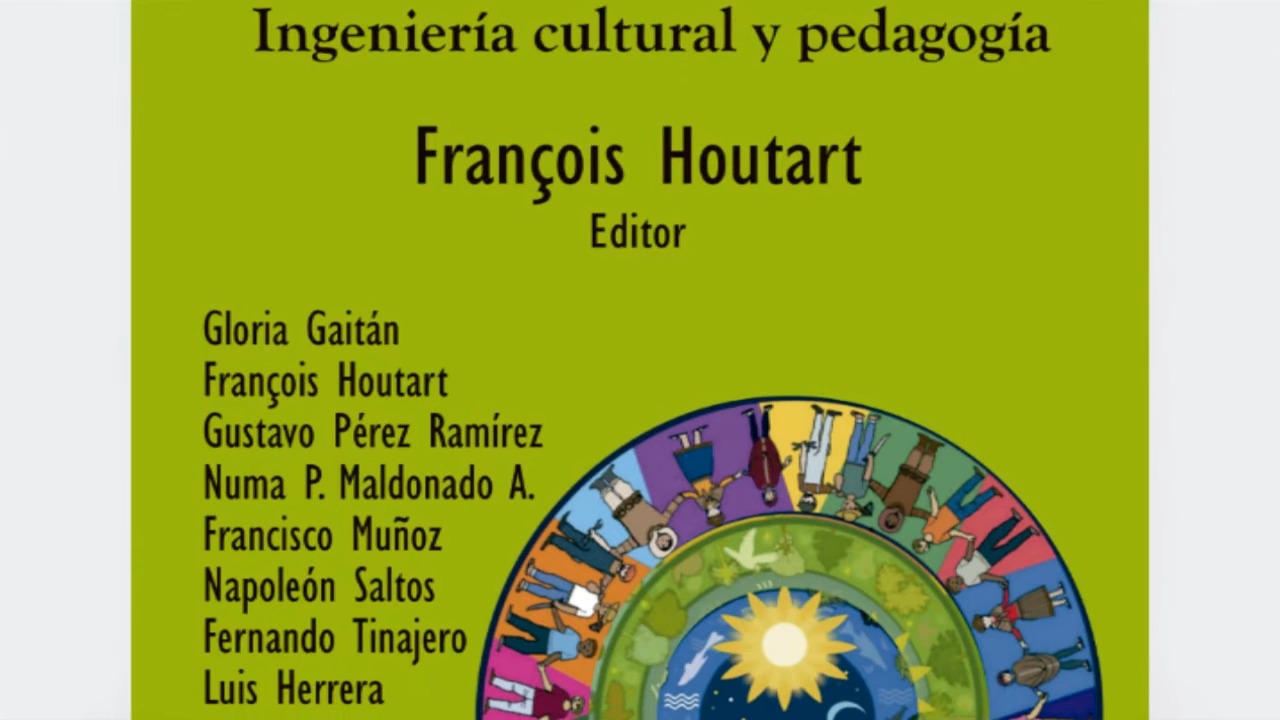 Ingeniería cultural y pedagogía
François Houtart
Editor
Gloria Gaitán
François Houtart
Gustavo Pérez Ramírez
Numa P. Maldonado A.
Francisco Muñoz
Napoleón Saltos
Fernando Tinajero
Luis Herrera